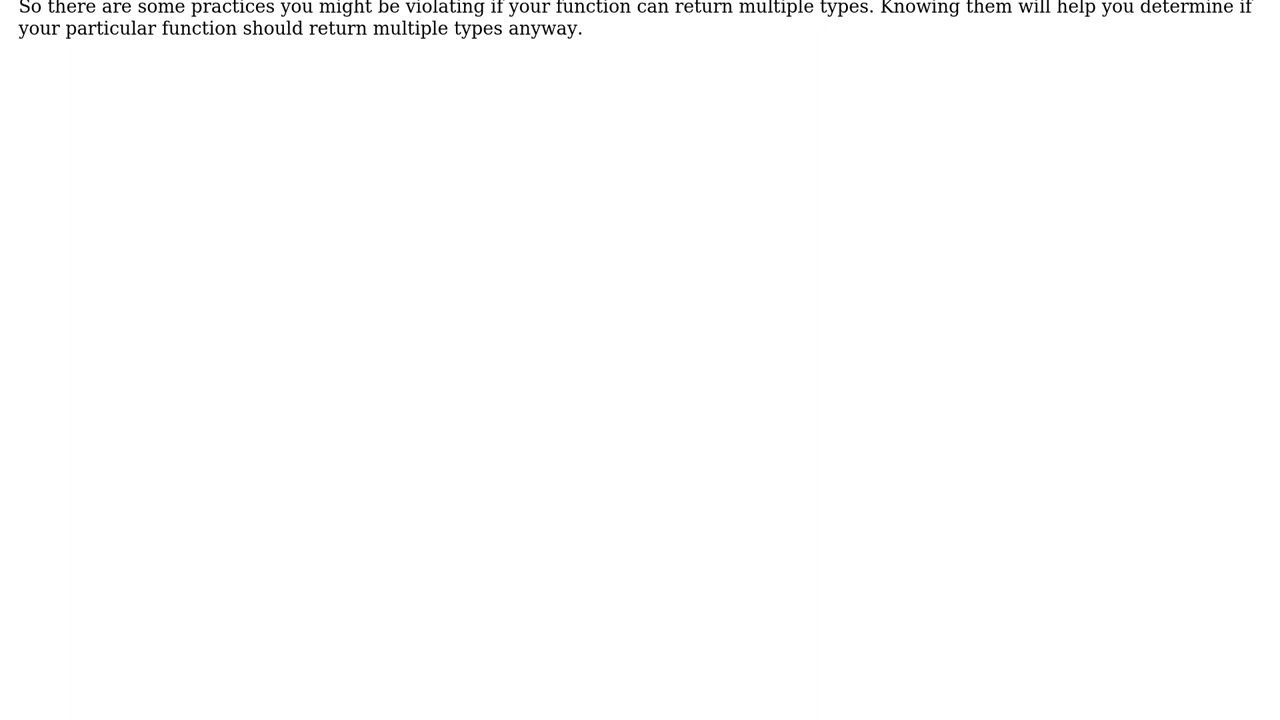 So there are some practices you might be violating if your function can return multiple types. Knowing them will help you determine if
your particular function should return multiple types anyway.